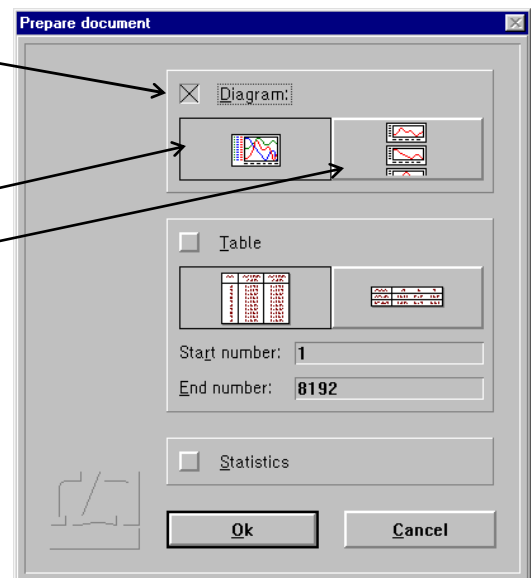 Prepare document
Diagram:
Table
Start number: 1
End number: 8192
Statistics
Ok Cancel